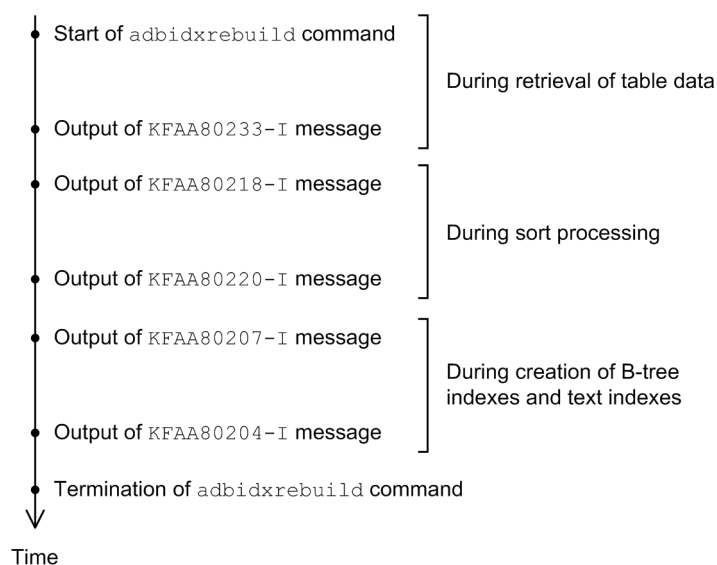 Start of adbidxrebuild command
During retrieval of table data
Output of KFAA80233-I message
Output of KFAA80218-I message
During sort processing
Output of KFAA80220-I message
Output of KFAA80207-I message
During creation of B-tree
indexes and text indexes
Output of KFAA80204-I message
Termination of adbidxrebuild command
Time